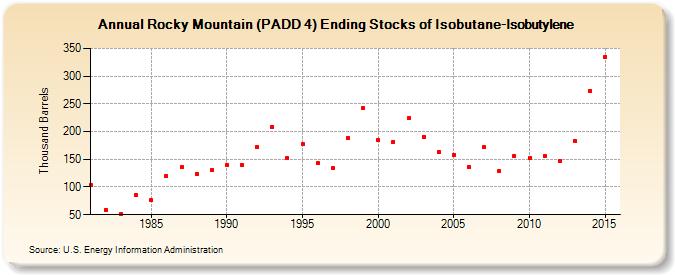 Annual Rocky Mountain (PADD 4) Ending Stocks of Isobutane-Isobutylene
Thousand Barrels
350
300
250
200
150
100
50
1985 1990 1995 2000 2005 2010 2015
Source: U.S. Energy Information Administration